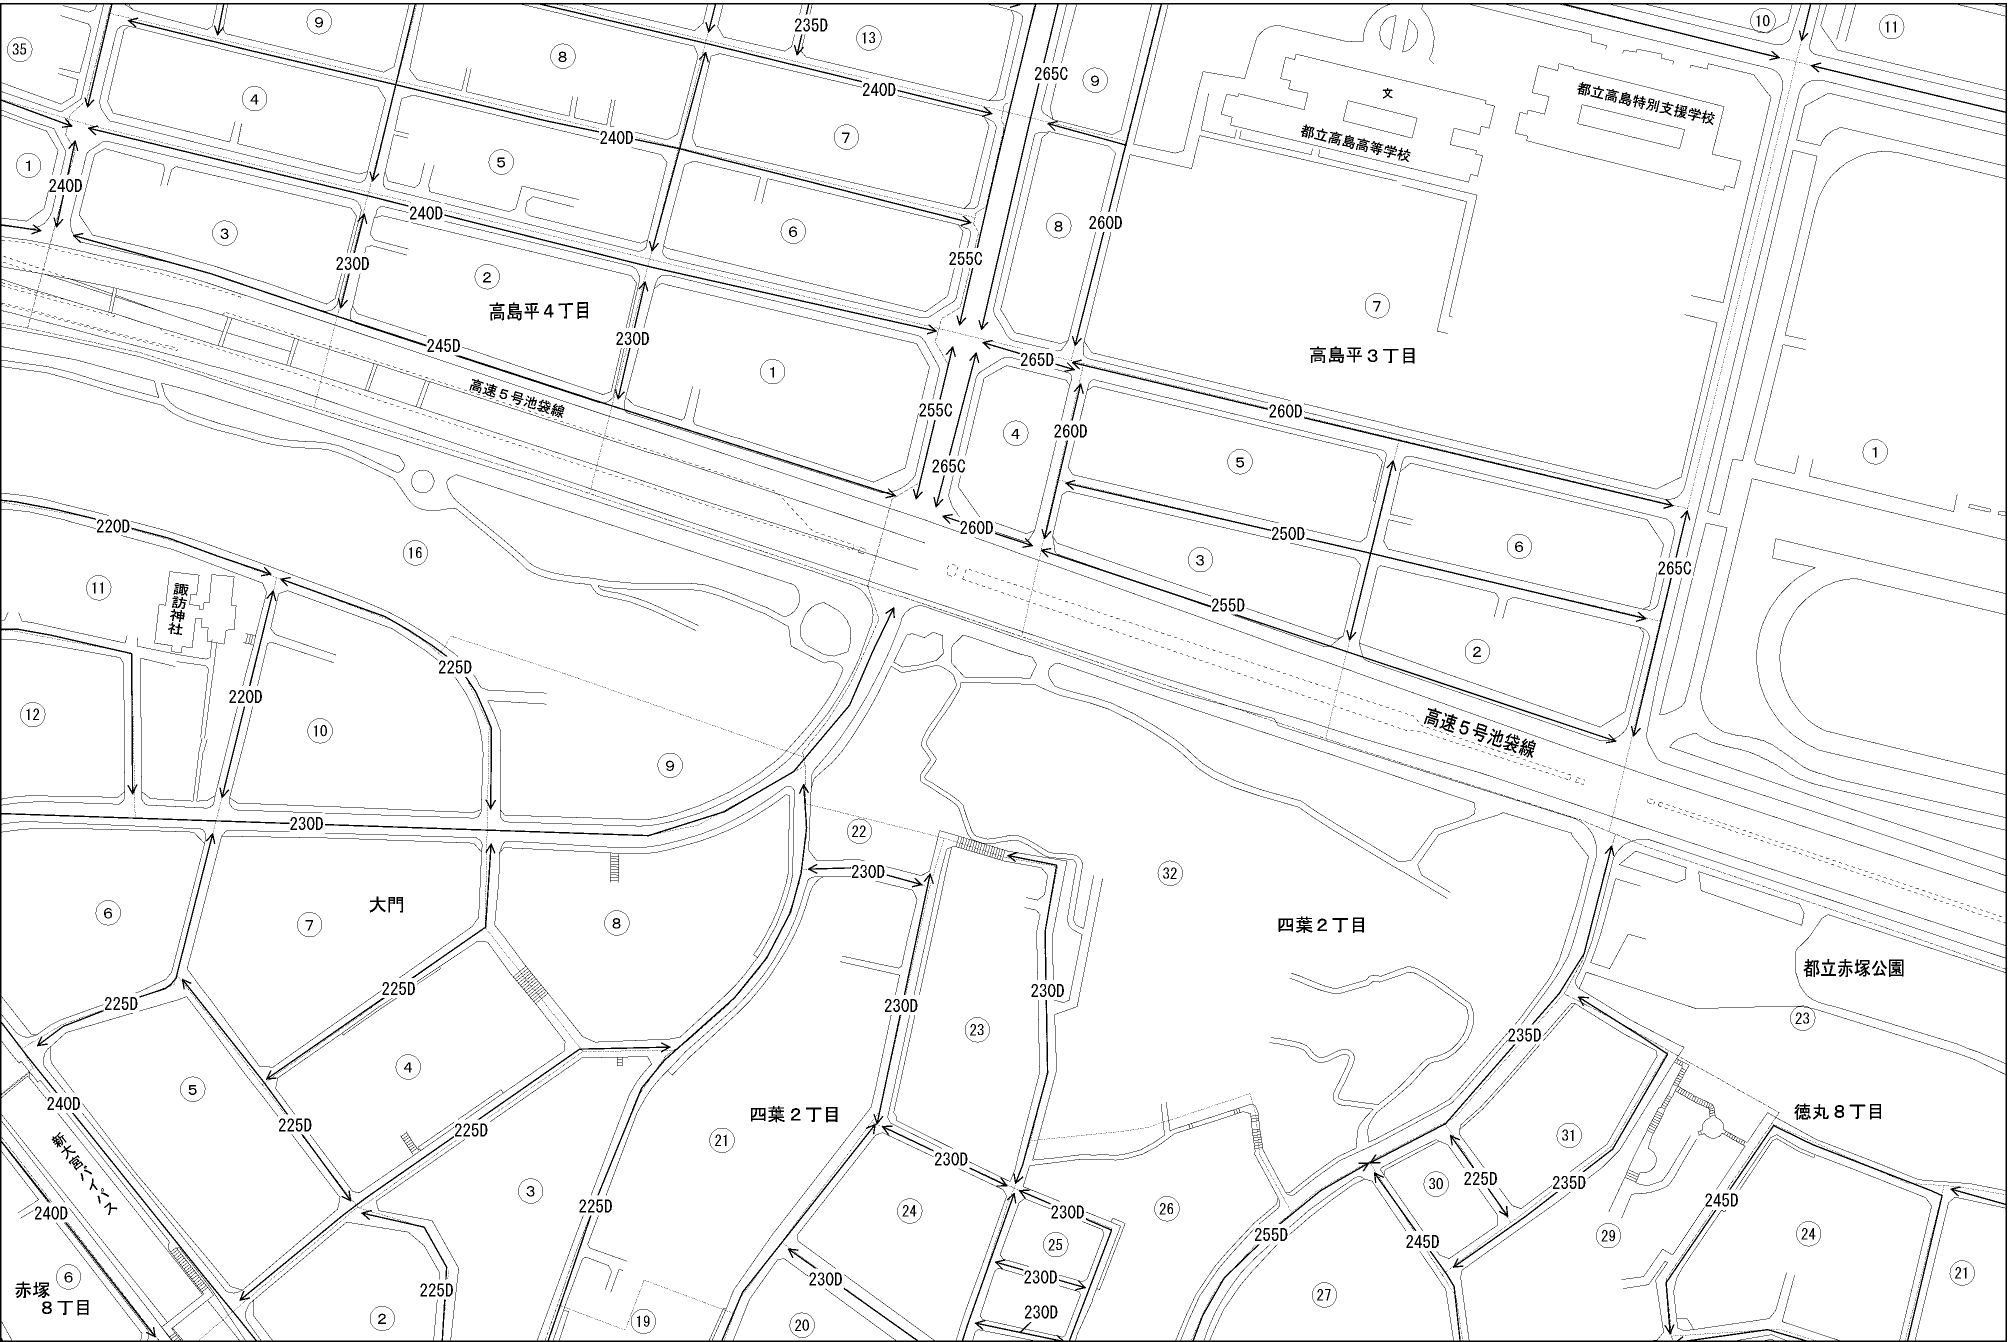 35
⑨
235D
13
⑩
⑪
⑧
265C
⑨
240D
文
都立高島特別支援学校
④
⑦
240D
都立高島高等学校
①
⑤
240D
240D
⑧
260D
③
⑥
230D
②
255C
⑦
高島平4丁目
245D
230D
265D
高島平3丁目
①
高速5号池袋線
255C
④
260D
260D
⑤
①
265C
220D
260D
250D
⑯
③
⑥
⑪
諏訪神社
265C
255D
225D
②
220D
⑫
⑩
高速5号池袋線
⑨
230D
22
230D
32
大門
⑥
⑦
⑧
四葉2丁目
都立赤塚公園
225D
225D
230D
230D
23
23
235D
④
⑤
240D
四葉2丁目
徳丸8丁目
225D
225D
21
31
新大宮バイパス
230D
③
30
225D
235D
240D
225D
24
230D
26
245D
255D
245D
29
24
25
赤塚
8丁目
⑥
225D
230D
230D
21
27
②
19
20
230D